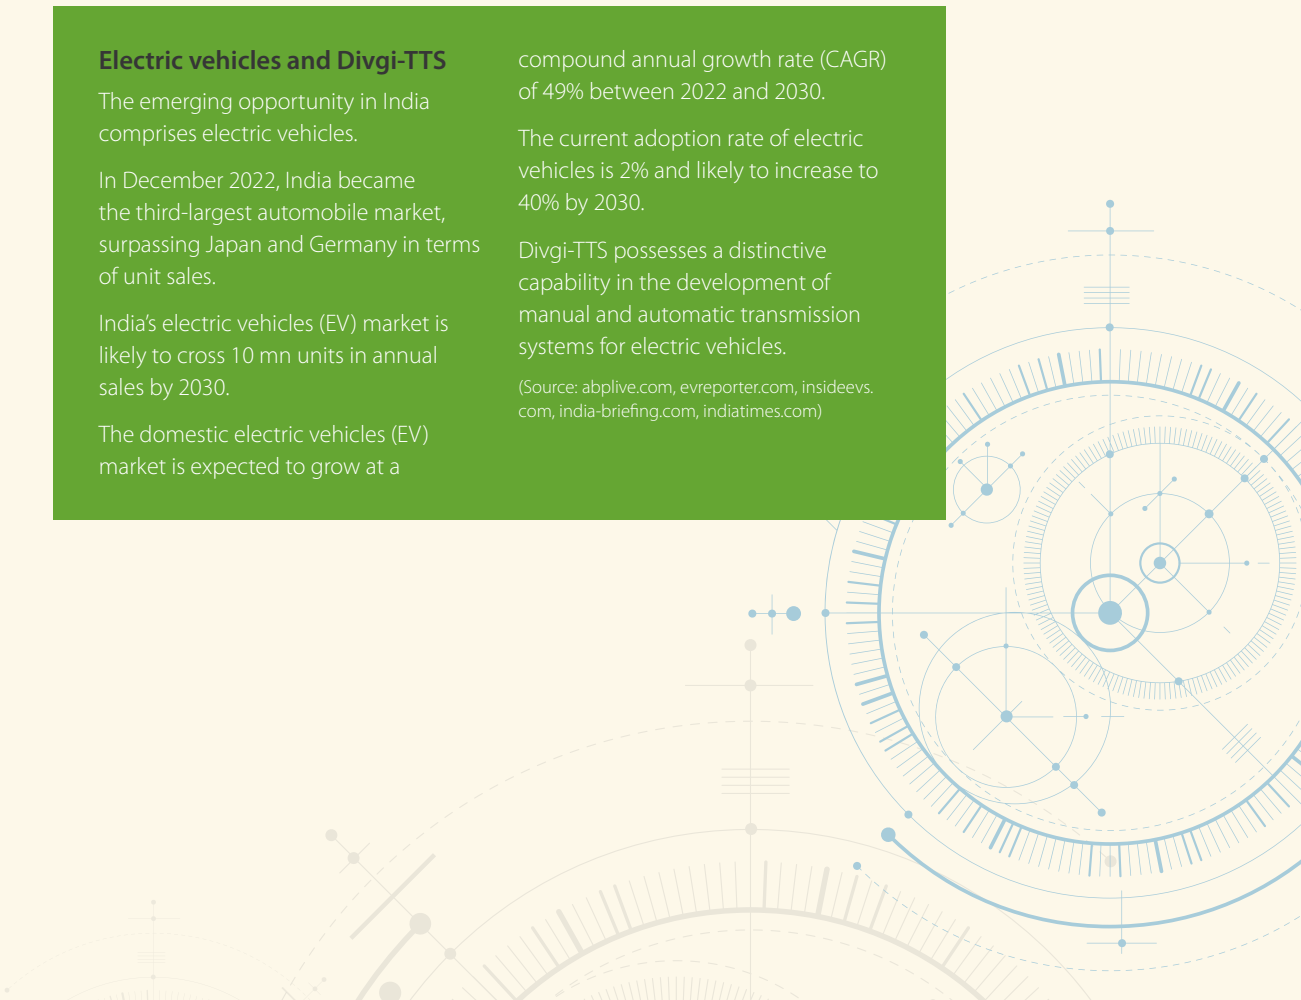 Electric vehicles and Divgi-TTS
The emerging opportunity in India
comprises electric vehicles.
In December 2022, India became
the third-largest automobile market,
surpassing Japan and Germany in terms
of unit sales.
India’s electric vehicles (EV) market is
likely to cross 10 mn units in annual
sales by 2030.
The domestic electric vehicles (EV)
market is expected to grow at a
compound annual growth rate (CAGR)
of 49% between 2022 and 2030.
The current adoption rate of electric
vehicles is 2% and likely to increase to
40% by 2030.
Divgi-TTS possesses a distinctive
capability in the development of
manual and automatic transmission
systems for electric vehicles.
(Source: abplive.com, evreporter.com, insideevs.
com, india-briefing.com, indiatimes.com)